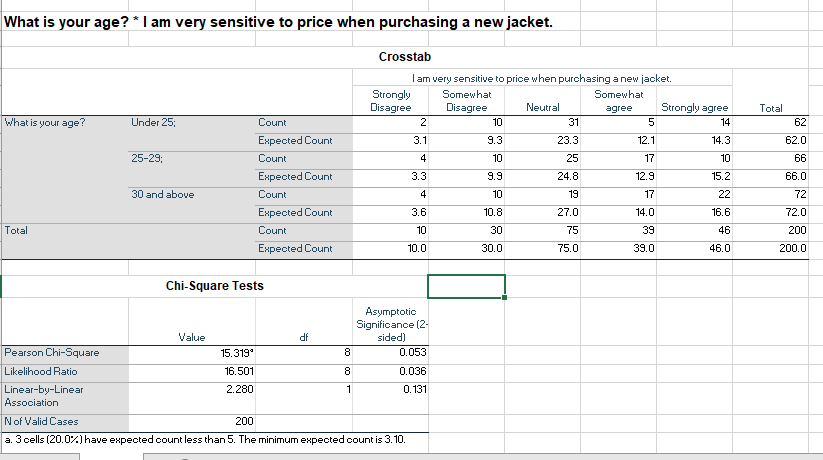 What is your age? * I am very sensitive to price when purchasing a new jacket.
Crosstab
I am very sensitive to price when purchasing a new jacket.
Strongly Disagree Somewhat Disagree Neutral Somewhat agree Strongly agree Total
What is your age? Under 25; Count 2 10 31 5 14 62
Expected Count 3.1 9.3 23.3 12.1 14.3 62.0
25-29; Count 4 10 25 17 10 66
Expected Count 3.3 9.9 24.8 12.9 15.2 66.0
30 and above Count 4 10 19 17 22 72
Expected Count 3.6 10.8 27.0 14.0 16.6 72.0
Total Count 10 30 75 39 46 200
Expected Count 10.0 30.0 75.0 39.0 46.0 200.0
Chi-Square Tests
Value df Asymptotic Significance (2-sided)
Pearson Chi-Square 15.319ª 8 0.053
Likelihood Ratio 16.501 8 0.036
Linear-by-Linear Association 2.280 1 0.131
N of Valid Cases 200
a. 3 cells (20.0%) have expected count less than 5. The minimum expected count is 3.10.